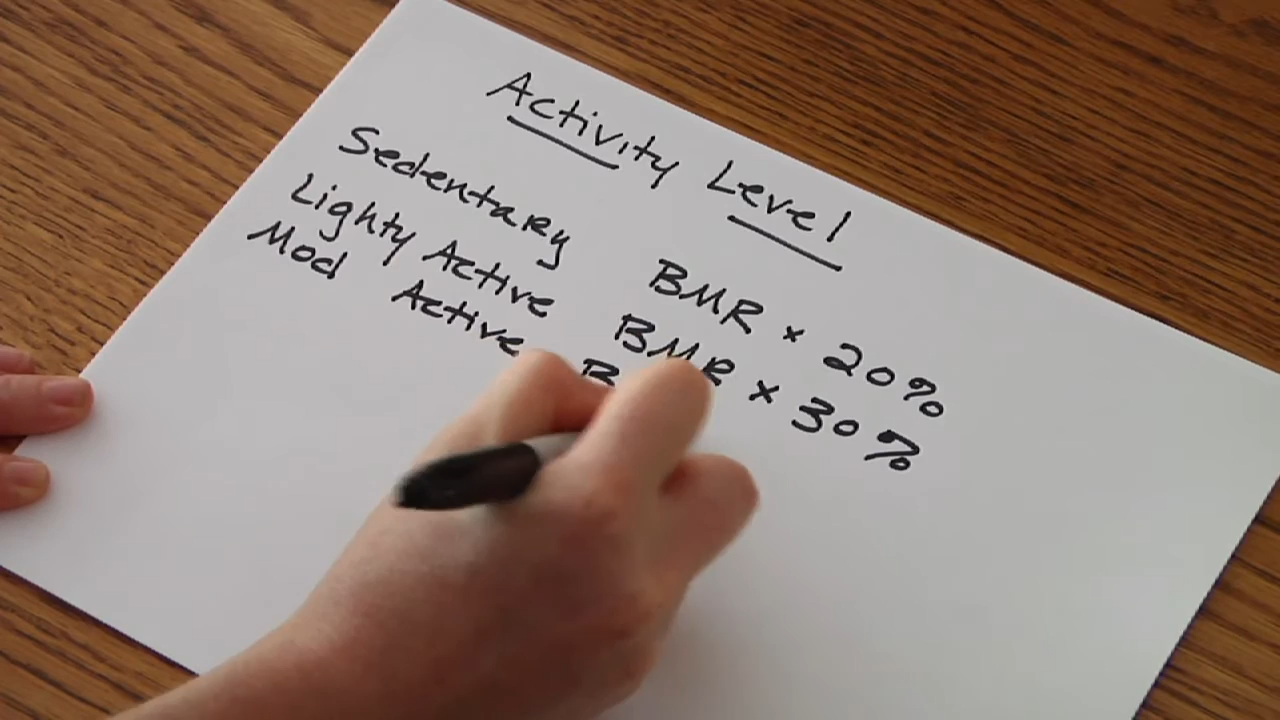 Activity Level
Sedentary BMR × 20%
Lighty Active BMR × 30%
Mod Active B